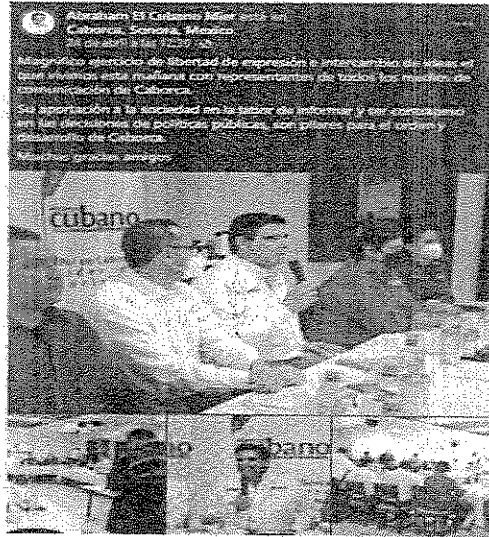 Abraham El Cubano Mier está en
Caborca, Sonora, México.
de abril a las
Magnífico ejercicio de libertad de expresión e intercambio de ideas el
que vivimos esta mañana con representantes de todos los medios de
comunicación de Caborca.
Su aportación a la sociedad en la labor de informar y ser contrapeso
en las decisiones de políticas públicas, son pilares para el orden y
desarrollo de Caborca.
Muchas gracias amigos
cubano
cubano